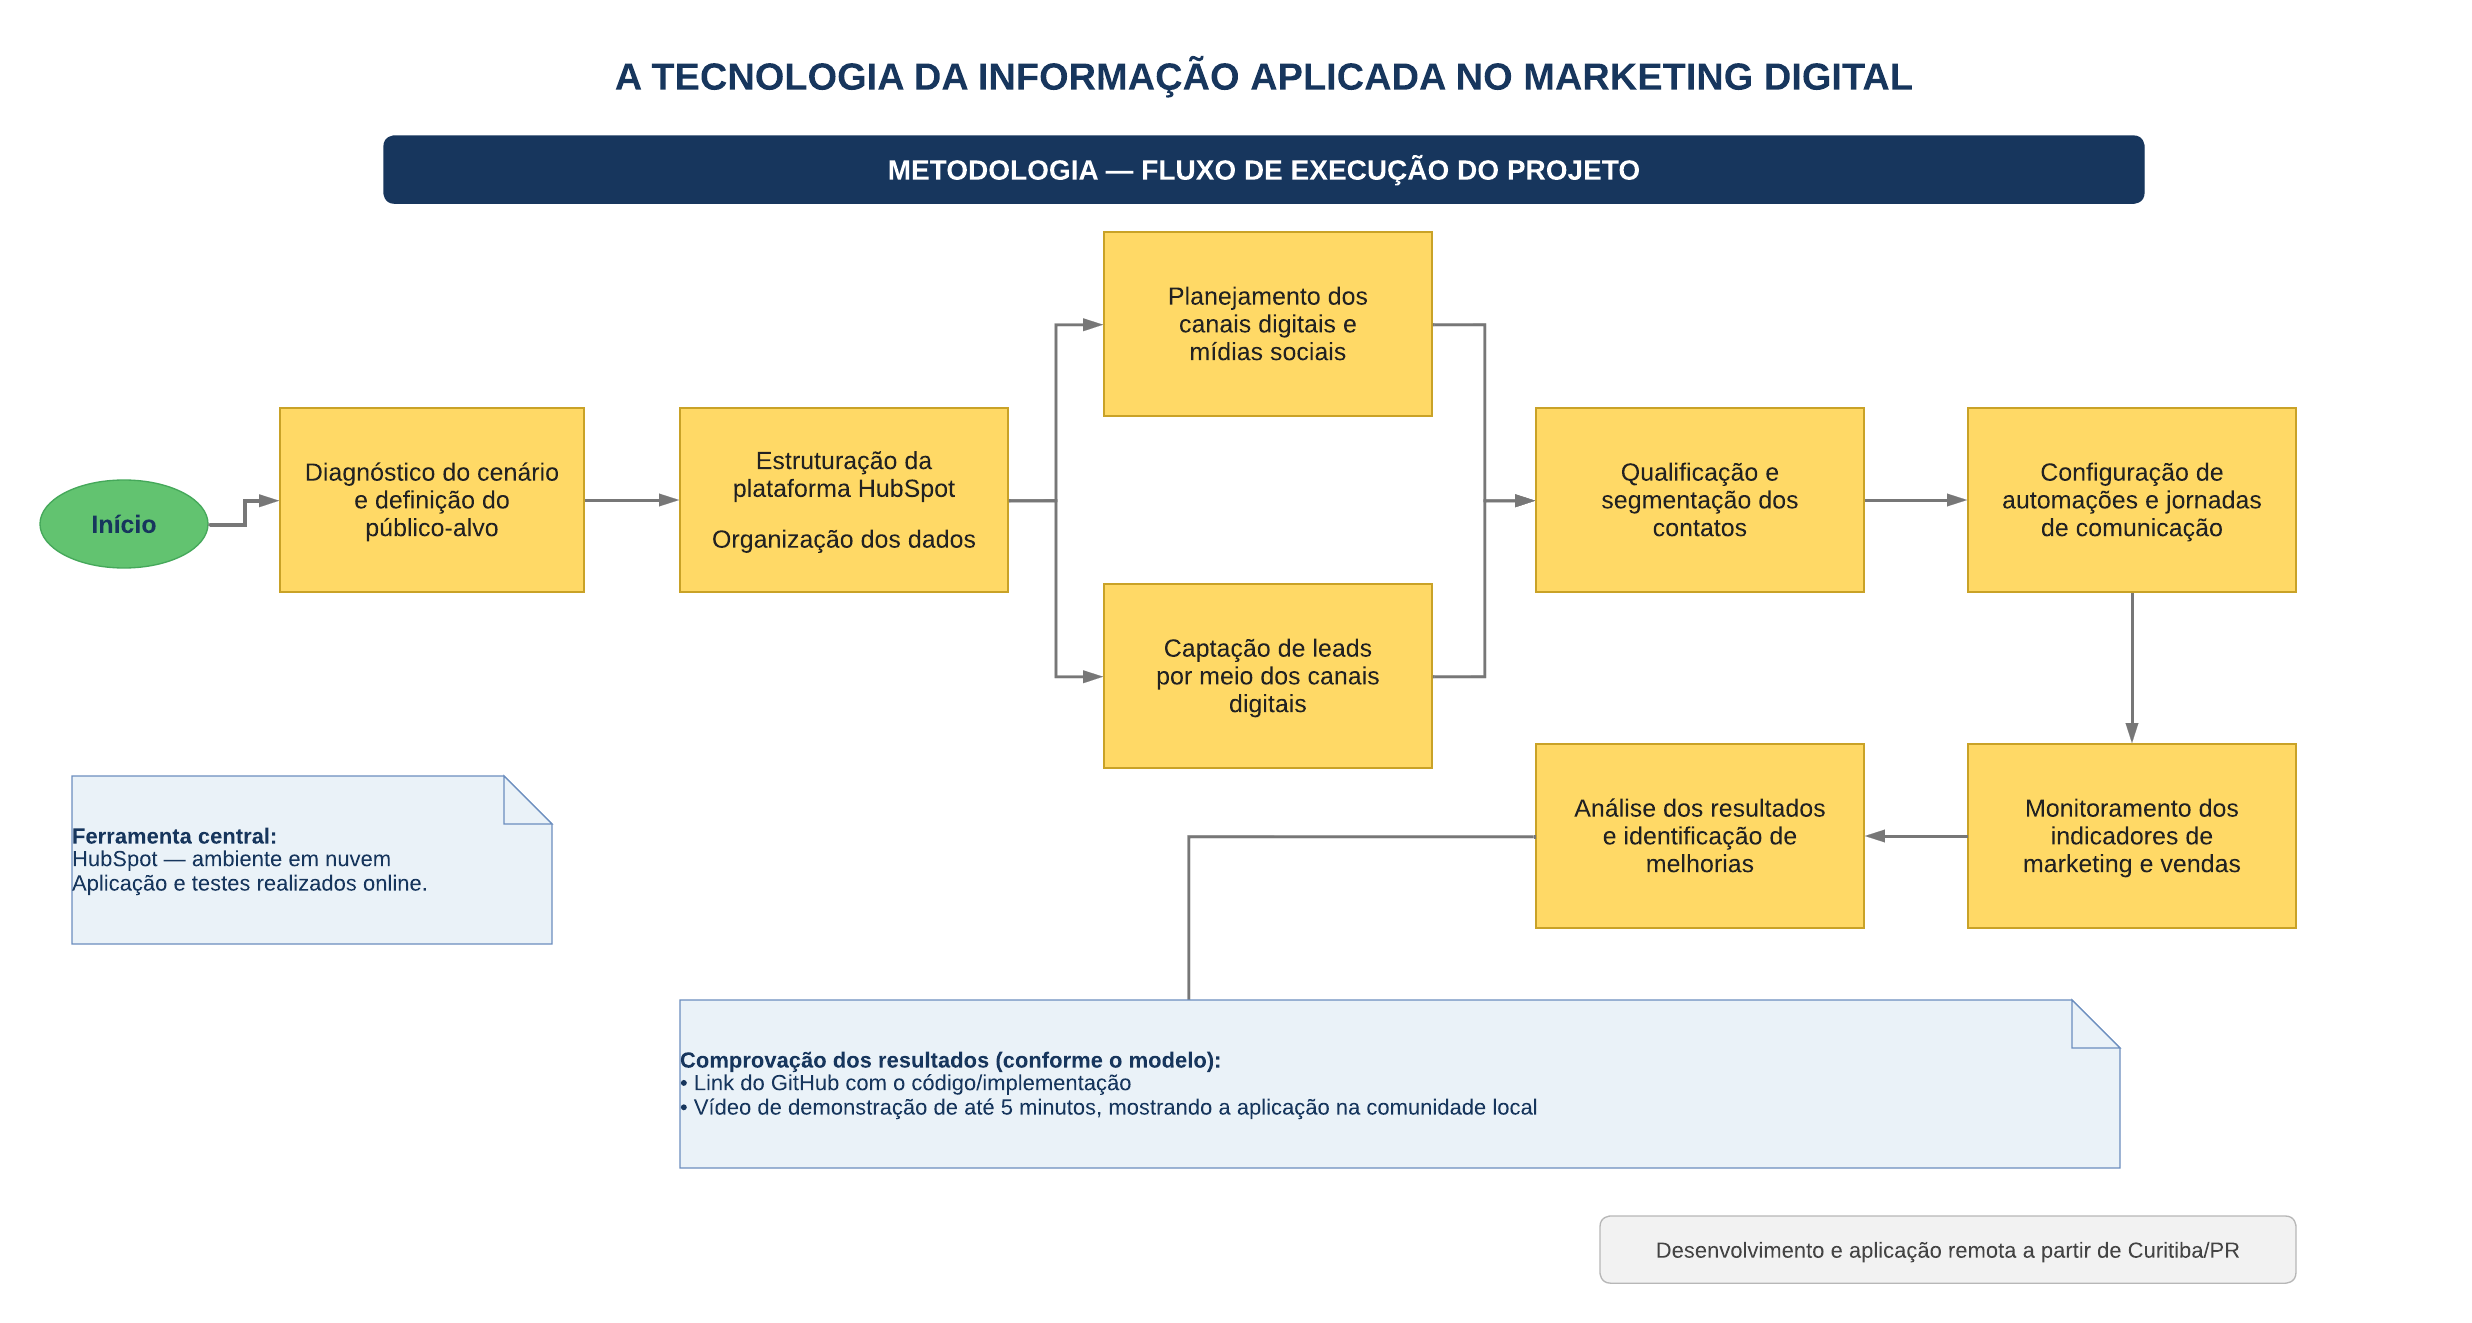 A TECNOLOGIA DA INFORMAÇÃO APLICADA NO MARKETING DIGITAL
METODOLOGIA — FLUXO DE EXECUÇÃO DO PROJETO
Início
Diagnóstico do cenário
e definição do
público-alvo
Estruturação da
plataforma HubSpot
Organização dos dados
Planejamento dos
canais digitais e
mídias sociais
Captação de leads
por meio dos canais
digitais
Qualificação e
segmentação dos
contatos
Configuração de
automações e jornadas
de comunicação
Monitoramento dos
indicadores de
marketing e vendas
Análise dos resultados
e identificação de
melhorias
Ferramenta central:
HubSpot — ambiente em nuvem
Aplicação e testes realizados online.
Comprovação dos resultados (conforme o modelo):
• Link do GitHub com o código/implementação
• Vídeo de demonstração de até 5 minutos, mostrando a aplicação na comunidade local
Desenvolvimento e aplicação remota a partir de Curitiba/PR